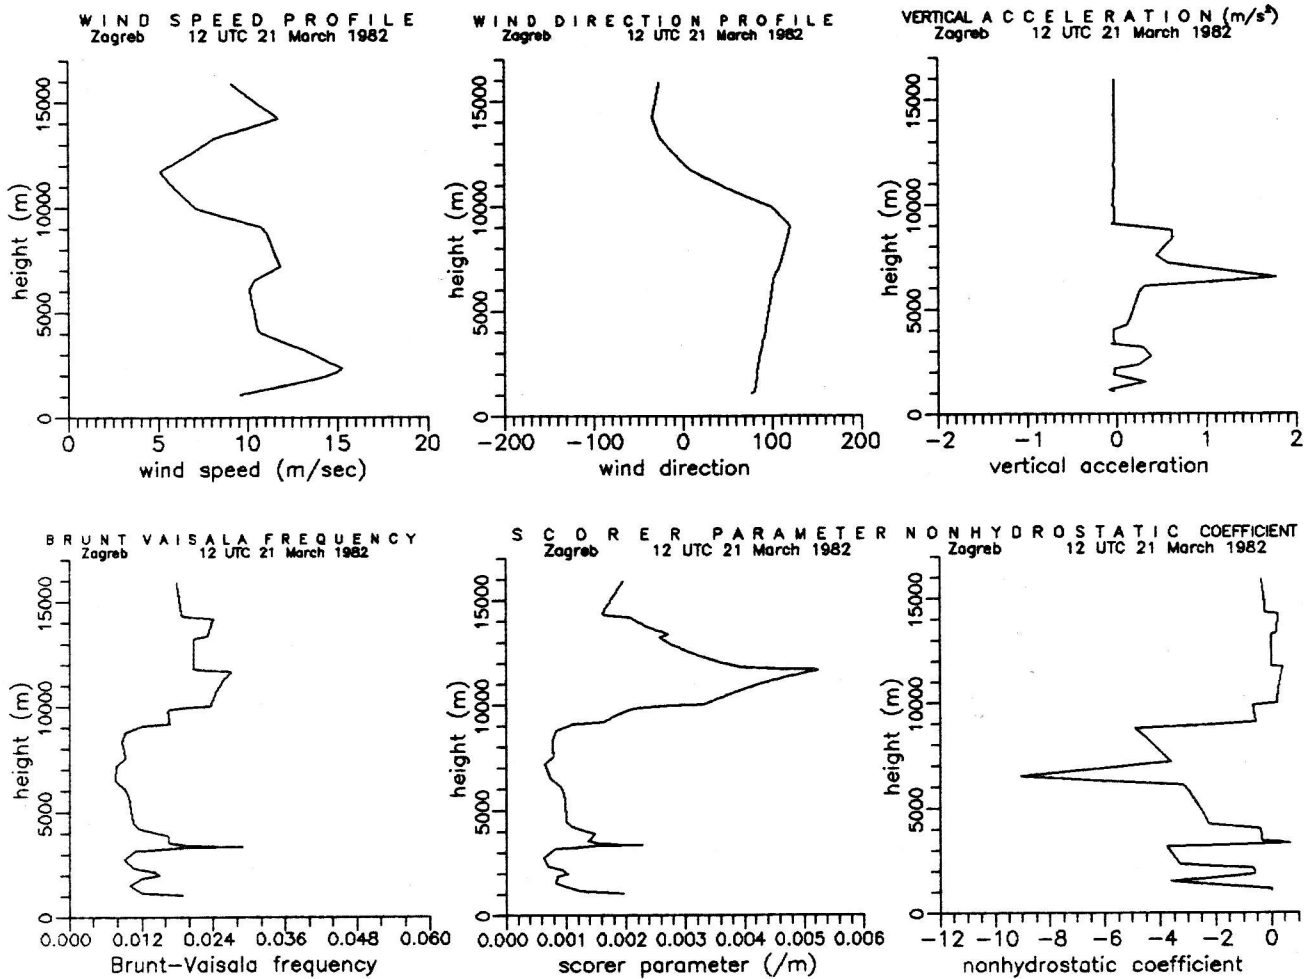 WIND SPEED PROFILE
Zagreb 12 UTC 21 March 1982
15000
10000
5000
0
height (m)
0 5 10 15 20
wind speed (m/sec)
WIND DIRECTION PROFILE
Zagreb 12 UTC 21 March 1982
15000
10000
5000
0
height (m)
-200 -100 0 100 200
wind direction
VERTICAL ACCELERATION (m/s²)
Zagreb 12 UTC 21 March 1982
15000
10000
5000
0
height (m)
-2 -1 0 1 2
vertical acceleration
BRUNT VAISALA FREQUENCY
Zagreb 12 UTC 21 March 1982
15000
10000
5000
0
height (m)
0.000 0.012 0.024 0.036 0.048 0.060
Brunt-Vaisala frequency
SCORER PARAMETER
Zagreb 12 UTC 21 March 1982
15000
10000
5000
0
height (m)
0.000 0.001 0.002 0.003 0.004 0.005 0.006
scorer parameter (/m)
NONHYDROSTATIC COEFFICIENT
Zagreb 12 UTC 21 March 1982
15000
10000
5000
0
height (m)
-12 -10 -8 -6 -4 -2 0
nonhydrostatic coefficient